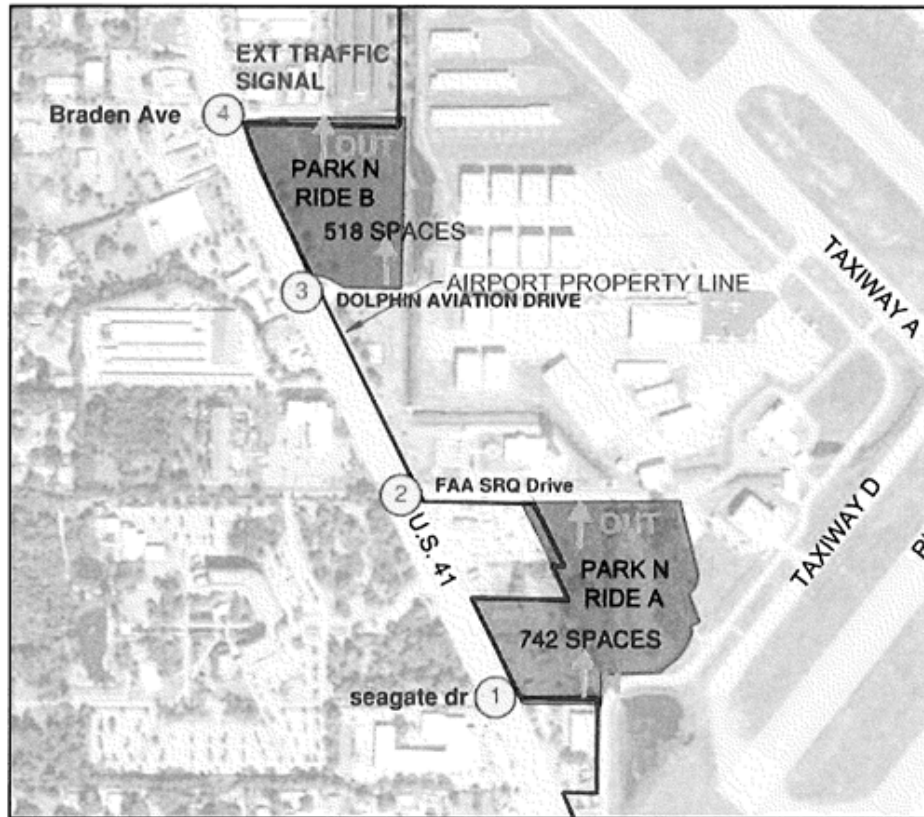 EXT TRAFFIC
SIGNAL
Braden Ave
4
OUT
PARK N
RIDE B
518 SPACES
TAXIWAY A
3
AIRPORT PROPERTY LINE
DOLPHIN AVIATION DRIVE
2
FAA SRQ Drive
OUT
U.S. 41
TAXIWAY D
PARK N
RIDE A
742 SPACES
seagate dr
1